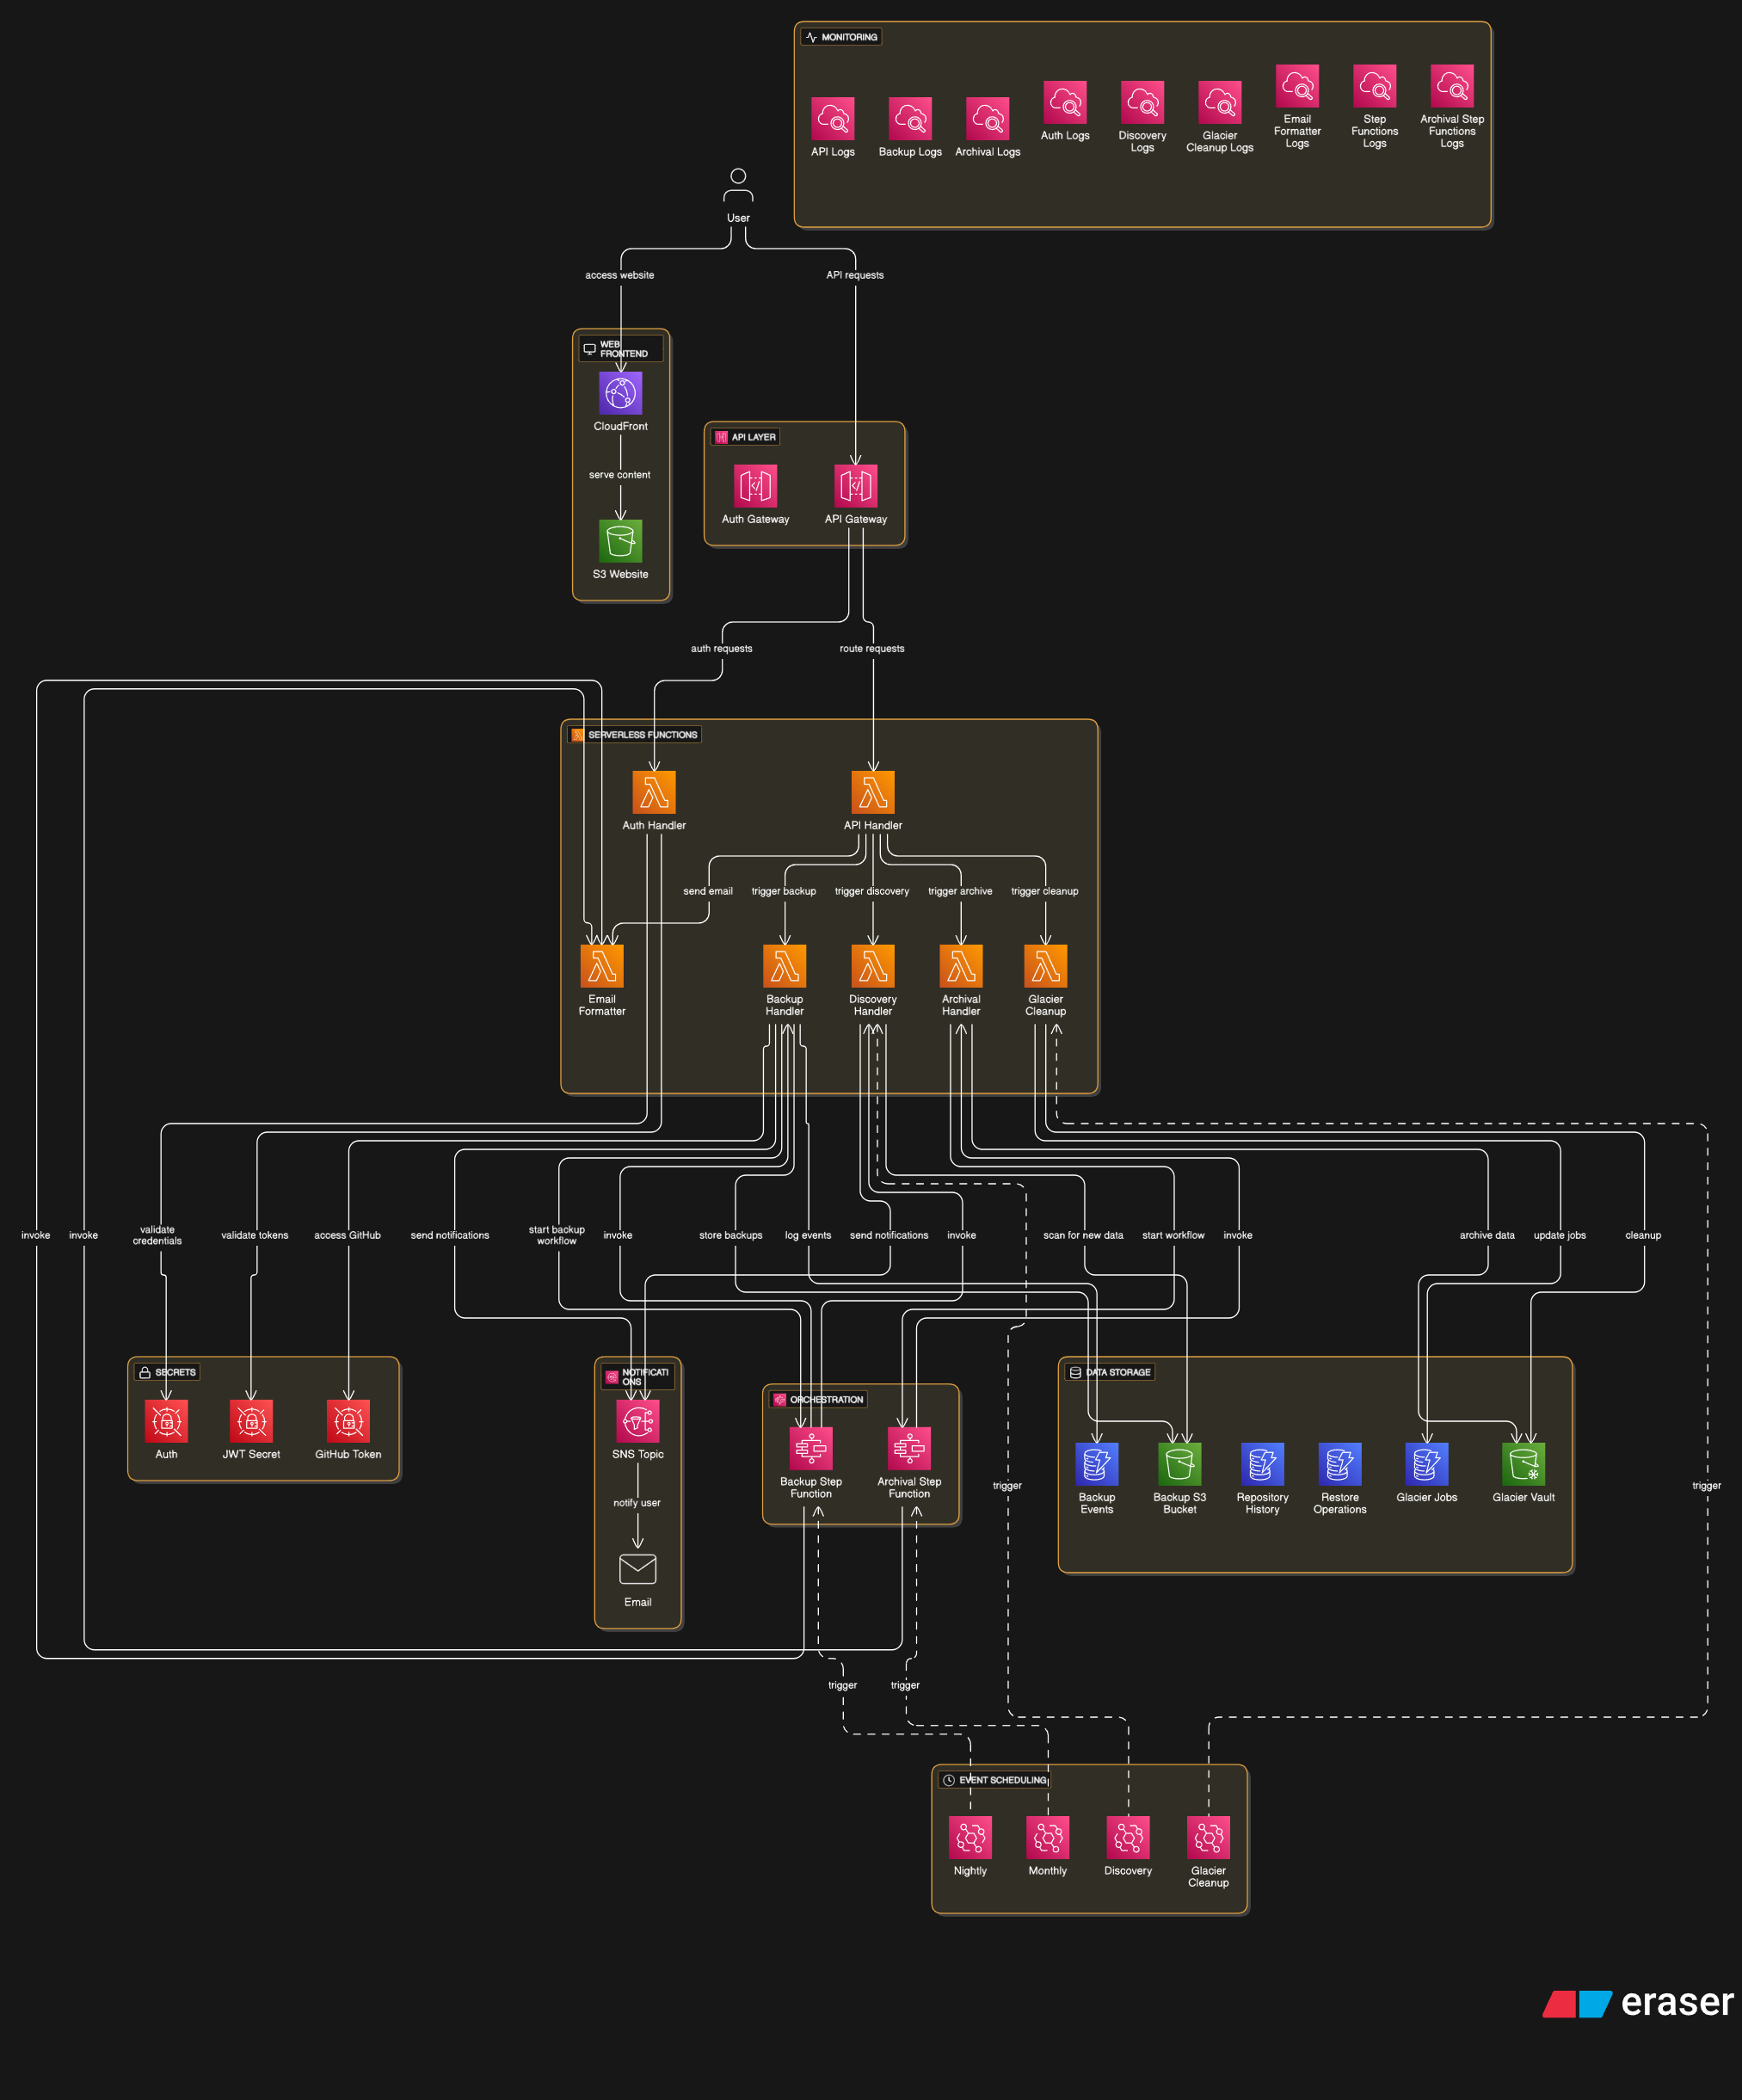 MONITORING
API Logs
Backup Logs
Archival Logs
Auth Logs
Discovery
Logs
Glacier
Cleanup Logs
Email
Formatter
Logs
Step
Functions
Logs
Archival Step
Functions
Logs
User
access website
API requests
WEB
FRONTEND
CloudFront
serve content
S3 Website
API LAYER
Auth Gateway
API Gateway
auth requests
route requests
SERVERLESS FUNCTIONS
Auth Handler
API Handler
send email
trigger backup
trigger discovery
trigger archive
trigger cleanup
Email
Formatter
Backup
Handler
Discovery
Handler
Archival
Handler
Glacier
Cleanup
invoke
invoke
validate
credentials
validate tokens
access GitHub
send notifications
start backup
workflow
invoke
store backups
log events
send notifications
invoke
scan for new data
start workflow
invoke
archive data
update jobs
cleanup
SECRETS
Auth
JWT Secret
GitHub Token
NOTIFICATI
ONS
SNS Topic
notify user
Email
ORCHESTRATION
Backup Step
Function
Archival Step
Function
DATA STORAGE
Backup
Events
Backup S3
Bucket
Repository
History
Restore
Operations
Glacier Jobs
Glacier Vault
trigger
trigger
trigger
trigger
EVENT SCHEDULING
Nightly
Monthly
Discovery
Glacier
Cleanup
eraser